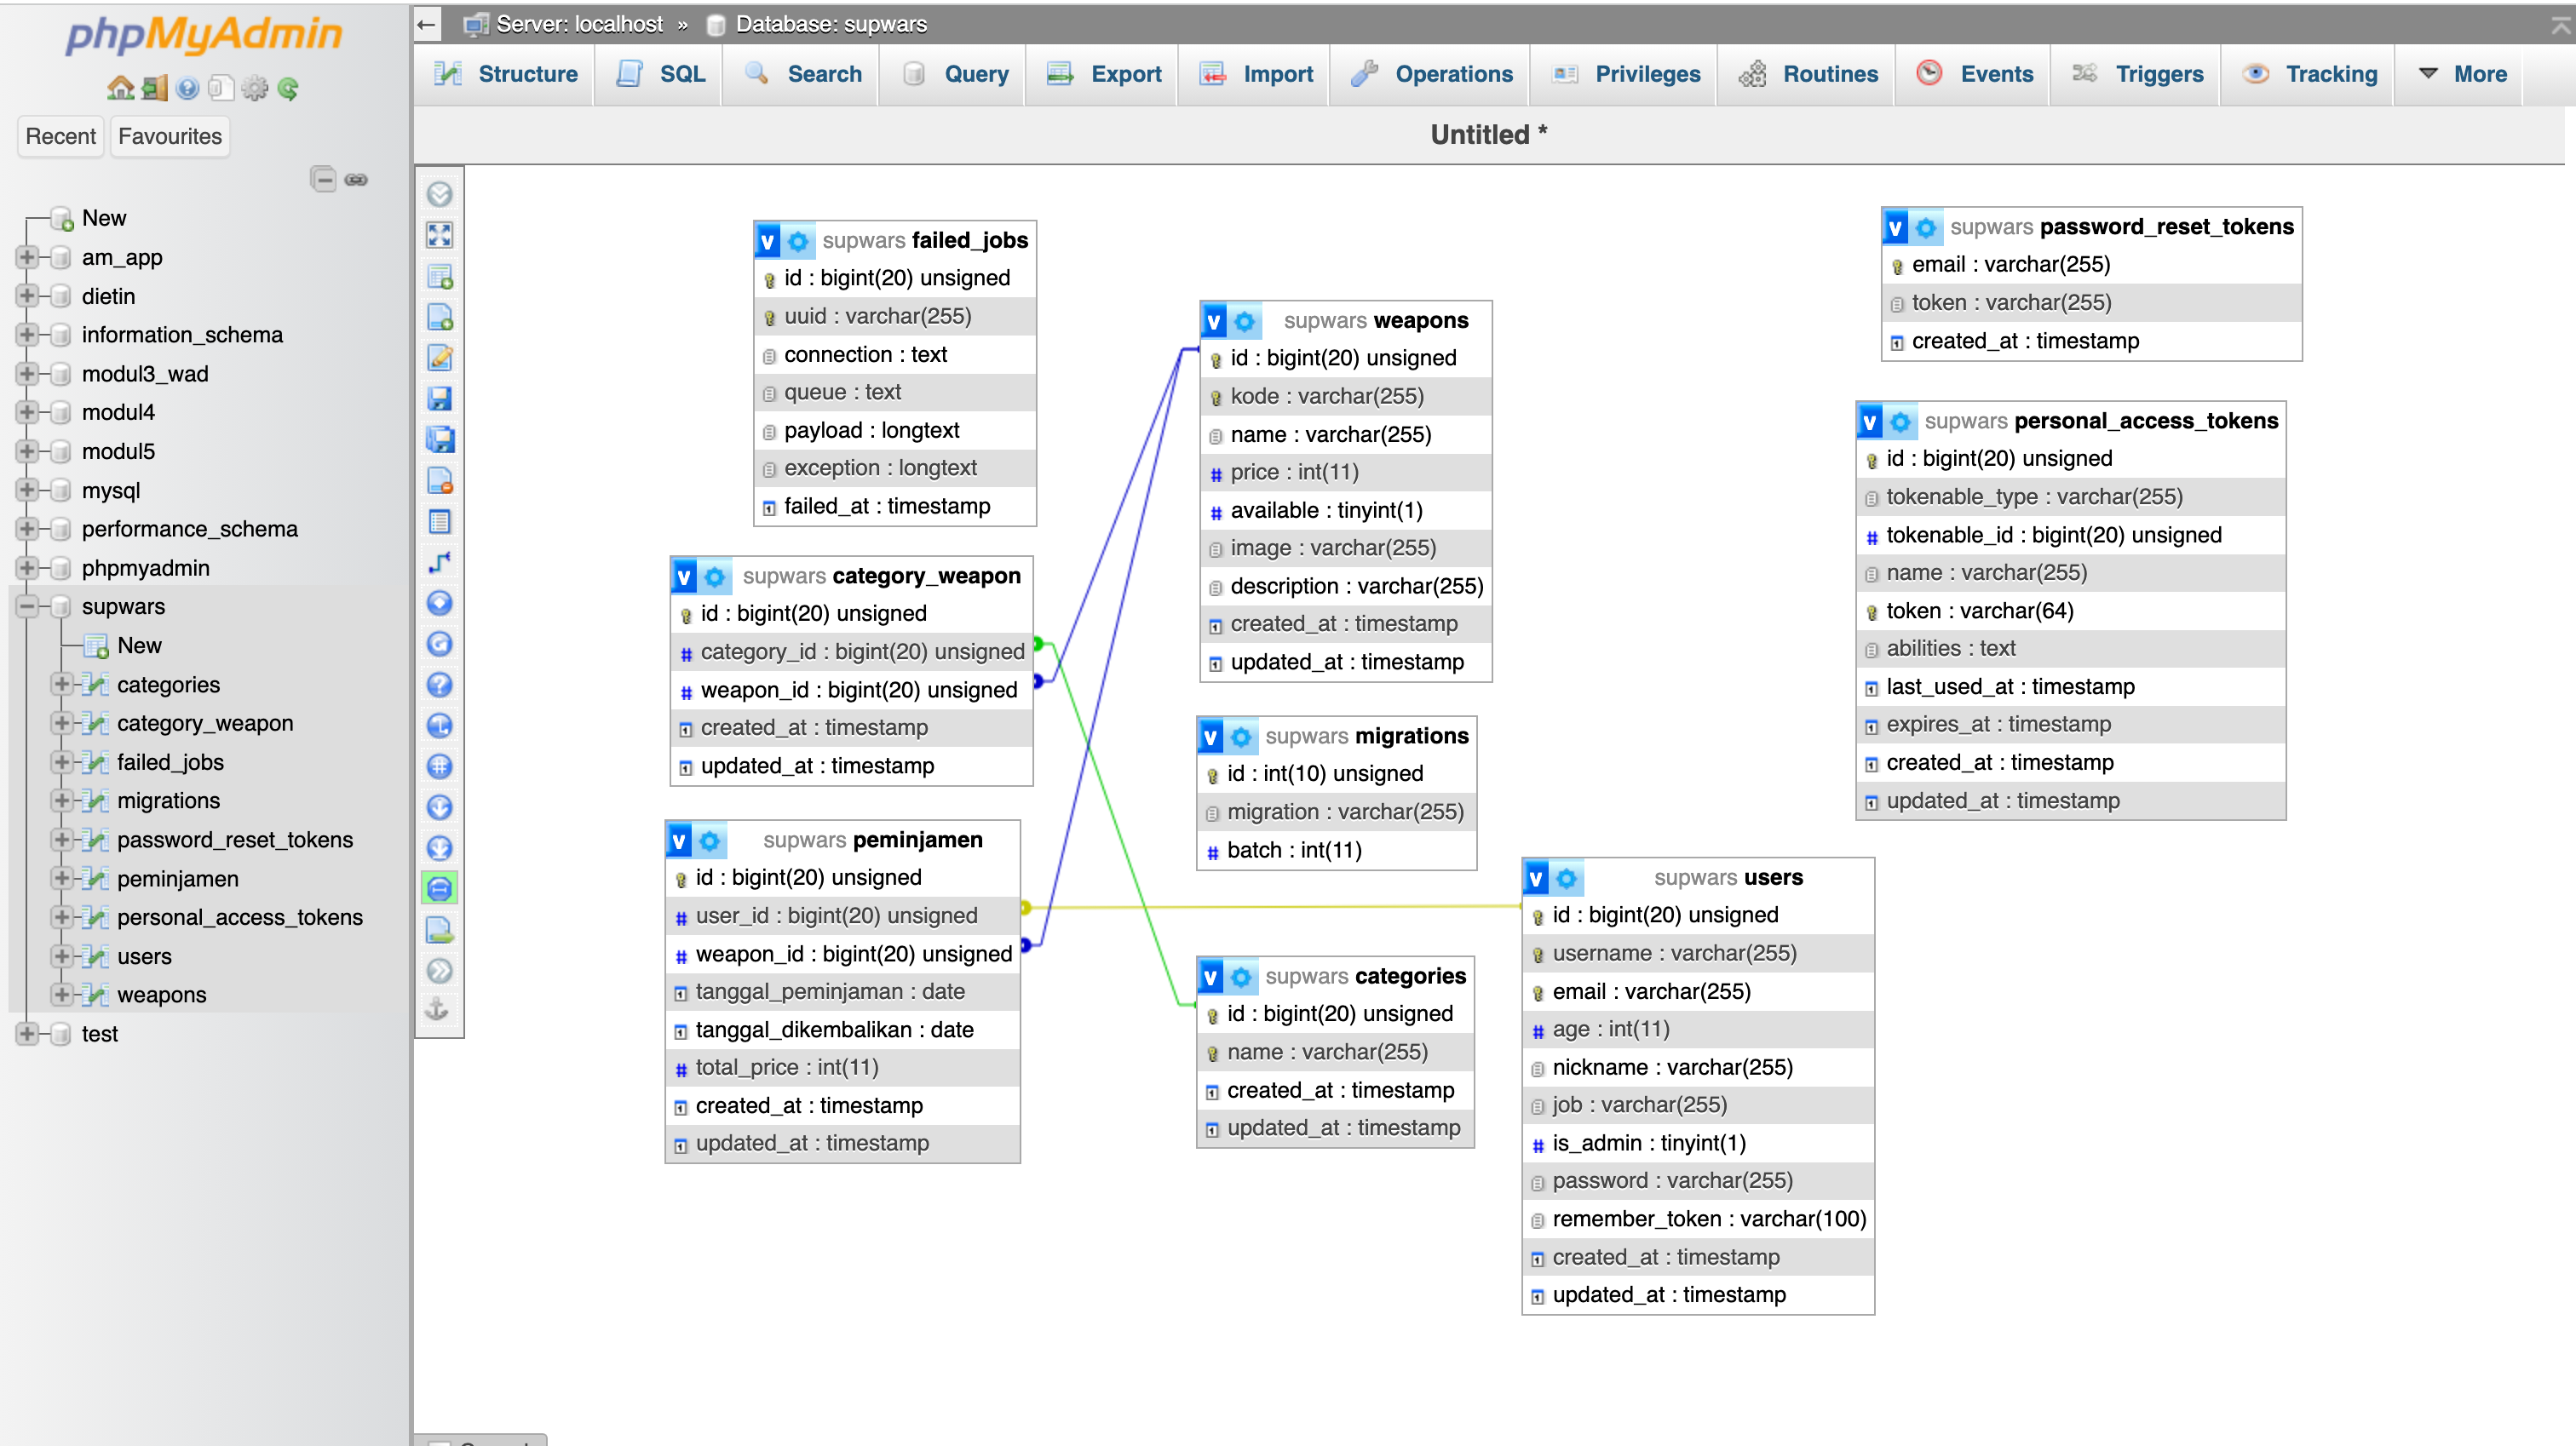 phpMyAdmin
Recent
Favourites
New
am_app
dietin
information_schema
modul3_wad
modul4
modul5
mysql
performance_schema
phpmyadmin
supwars
New
categories
category_weapon
failed_jobs
migrations
password_reset_tokens
peminjamen
personal_access_tokens
users
weapons
test
Server: localhost » Database: supwars
Structure
SQL
Search
Query
Export
Import
Operations
Privileges
Routines
Events
Triggers
Tracking
More
Untitled *
supwars failed_jobs
id : bigint(20) unsigned
uuid : varchar(255)
connection : text
queue : text
payload : longtext
exception : longtext
failed_at : timestamp
supwars category_weapon
id : bigint(20) unsigned
category_id : bigint(20) unsigned
weapon_id : bigint(20) unsigned
created_at : timestamp
updated_at : timestamp
supwars peminjamen
id : bigint(20) unsigned
user_id : bigint(20) unsigned
weapon_id : bigint(20) unsigned
tanggal_peminjaman : date
tanggal_dikembalikan : date
total_price : int(11)
created_at : timestamp
updated_at : timestamp
supwars weapons
id : bigint(20) unsigned
kode : varchar(255)
name : varchar(255)
price : int(11)
available : tinyint(1)
image : varchar(255)
description : varchar(255)
created_at : timestamp
updated_at : timestamp
supwars migrations
id : int(10) unsigned
migration : varchar(255)
batch : int(11)
supwars categories
id : bigint(20) unsigned
name : varchar(255)
created_at : timestamp
updated_at : timestamp
supwars users
id : bigint(20) unsigned
username : varchar(255)
email : varchar(255)
age : int(11)
nickname : varchar(255)
job : varchar(255)
is_admin : tinyint(1)
password : varchar(255)
remember_token : varchar(100)
created_at : timestamp
updated_at : timestamp
supwars password_reset_tokens
email : varchar(255)
token : varchar(255)
created_at : timestamp
supwars personal_access_tokens
id : bigint(20) unsigned
tokenable_type : varchar(255)
tokenable_id : bigint(20) unsigned
name : varchar(255)
token : varchar(64)
abilities : text
last_used_at : timestamp
expires_at : timestamp
created_at : timestamp
updated_at : timestamp